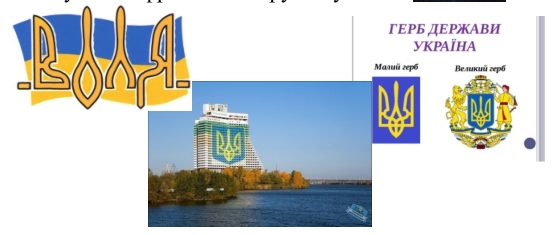 ВОЛЯ
ГЕРБ ДЕРЖАВИ
УКРАЇНА
Малий герб
Великий герб